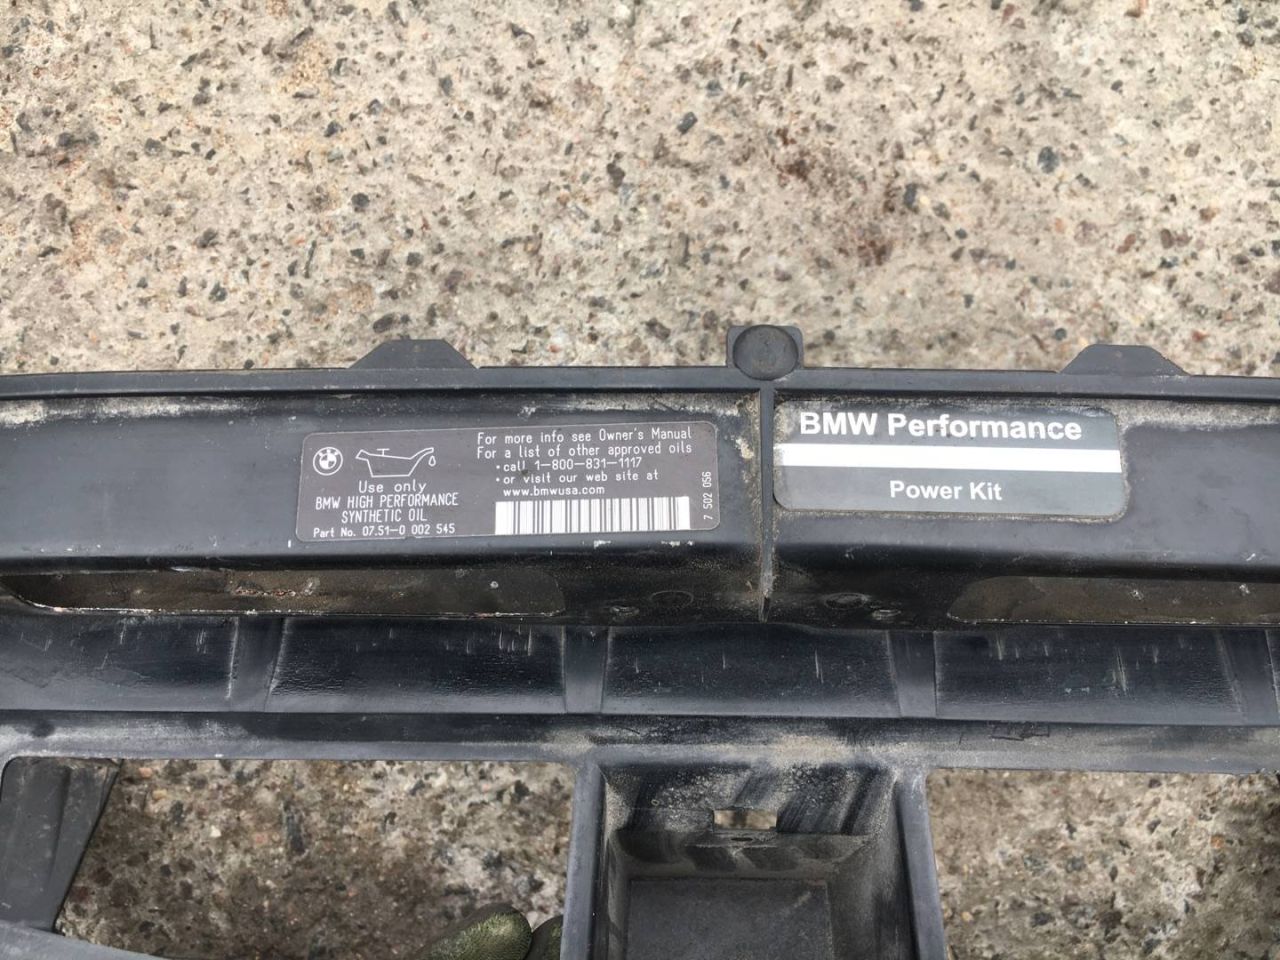 For more info see Owner's Manual
For a list of other approved oils
• call 1-800-831-1117
• or visit our web site at
www.bmwusa.com
Use only
BMW HIGH PERFORMANCE
SYNTHETIC OIL
Part No. 07.51-0 002 545
7 502 056
BMW Performance
Power Kit